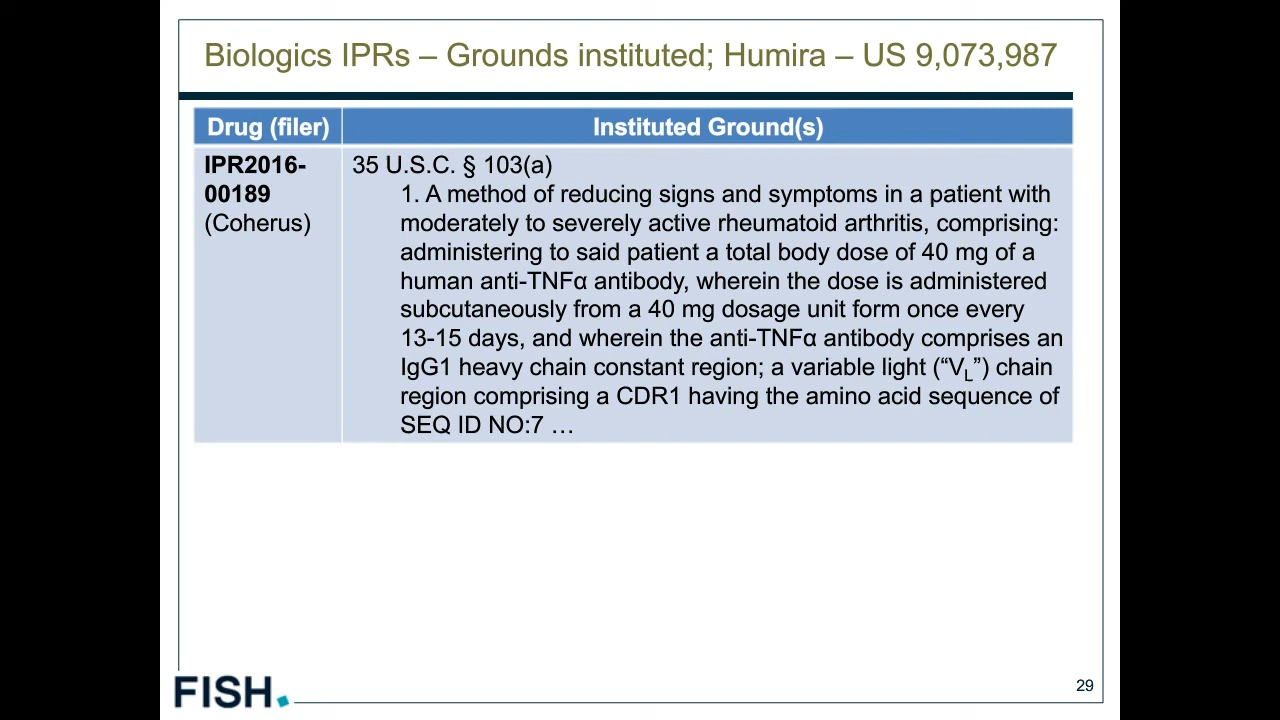 Biologics IPRs – Grounds instituted; Humira – US 9,073,987
Drug (filer)
Instituted Ground(s)
IPR2016-
00189
(Coherus)
35 U.S.C. § 103(a)
1. A method of reducing signs and symptoms in a patient with
moderately to severely active rheumatoid arthritis, comprising:
administering to said patient a total body dose of 40 mg of a
human anti-TNFα antibody, wherein the dose is administered
subcutaneously from a 40 mg dosage unit form once every
13-15 days, and wherein the anti-TNFα antibody comprises an
IgG1 heavy chain constant region; a variable light (“VL”) chain
region comprising a CDR1 having the amino acid sequence of
SEQ ID NO:7 …
FISH.
29